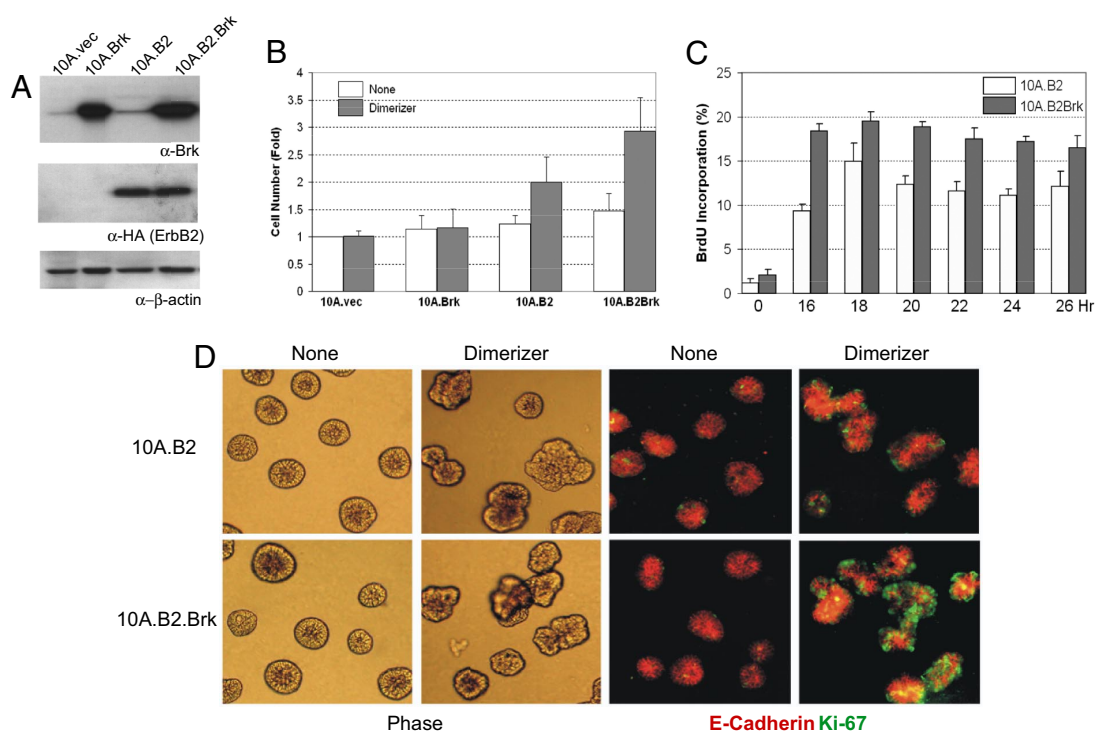 A
10A.vec
10A.Brk
10A.B2
10A.B2.Brk
α-Brk
α-HA (ErbB2)
α–β-actin
B
Cell Number (Fold)
4
3.5
3
2.5
2
1.5
1
0.5
0
None
Dimerizer
10A.vec
10A.Brk
10A.B2
10A.B2Brk
C
BrdU Incorporation (%)
25
20
15
10
5
0
10A.B2
10A.B2Brk
0
16
18
20
22
24
26 Hr
D
None
Dimerizer
None
Dimerizer
10A.B2
10A.B2.Brk
Phase
E-Cadherin Ki-67